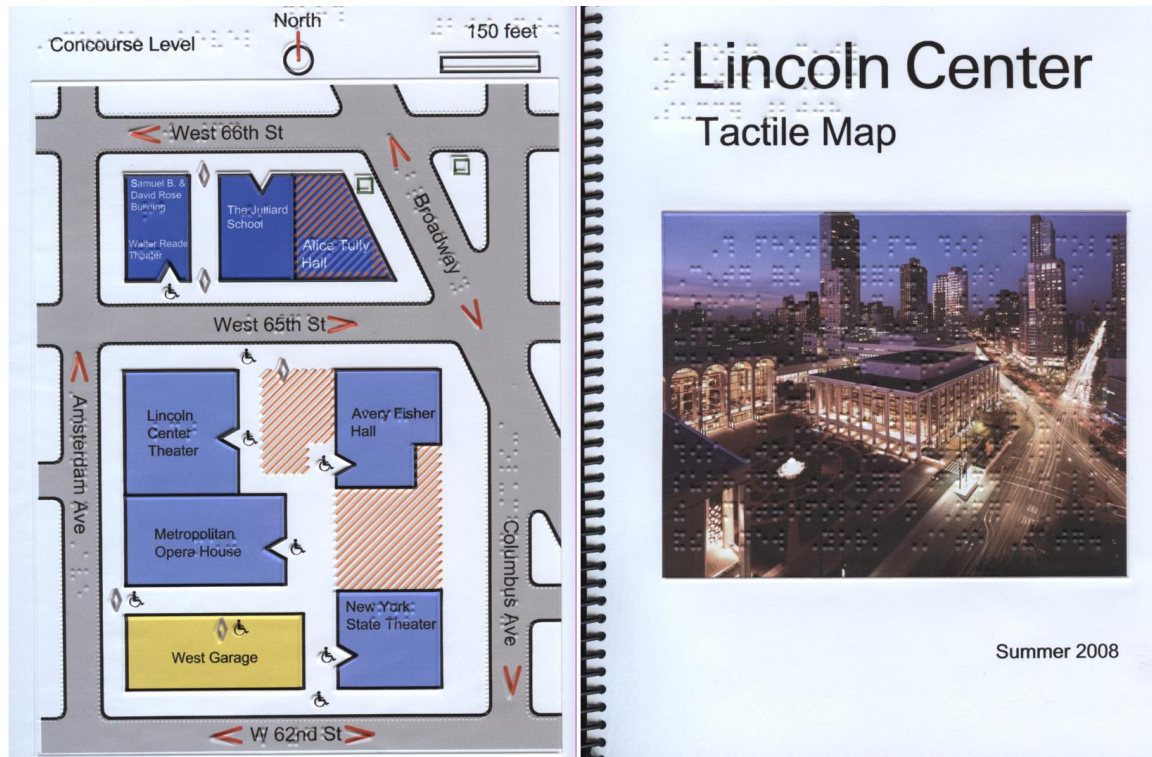 Concourse Level
North
150 feet
West 66th St
Samuel B. &
David Rose
Building
Walter Reade
Theater
The Julliard
School
Alice Tully
Hall
Broadway
West 65th St
Amsterdam Ave
Lincoln
Center
Theater
Avery Fisher
Hall
Metropolitan
Opera House
Columbus Ave
New York
State Theater
West Garage
W 62nd St
Lincoln Center
Tactile Map
Summer 2008